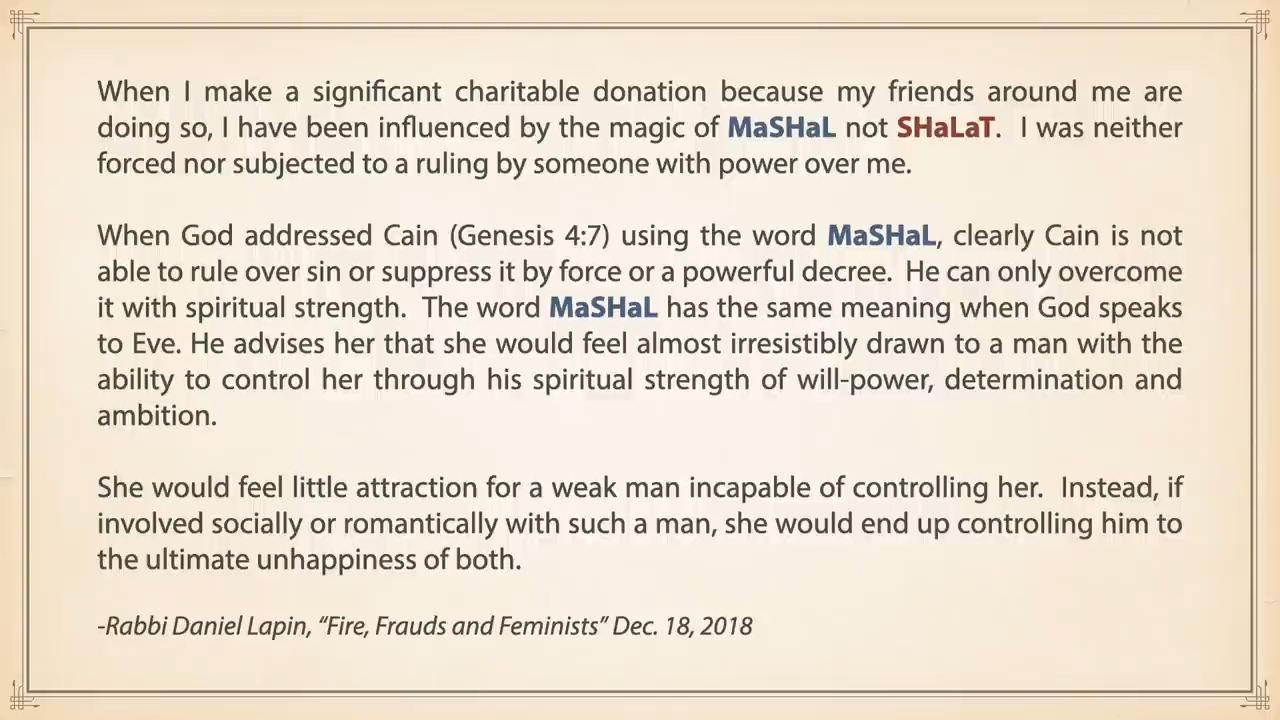 When I make a significant charitable donation because my friends around me are
doing so, I have been influenced by the magic of MaSHaL not SHaLaT.  I was neither
forced nor subjected to a ruling by someone with power over me.
When God addressed Cain (Genesis 4:7) using the word MaSHaL, clearly Cain is not
able to rule over sin or suppress it by force or a powerful decree.  He can only overcome
it with spiritual strength.  The word MaSHaL has the same meaning when God speaks
to Eve. He advises her that she would feel almost irresistibly drawn to a man with the
ability to control her through his spiritual strength of will-power, determination and
ambition.
She would feel little attraction for a weak man incapable of controlling her.  Instead, if
involved socially or romantically with such a man, she would end up controlling him to
the ultimate unhappiness of both.
-Rabbi Daniel Lapin, “Fire, Frauds and Feminists” Dec. 18, 2018